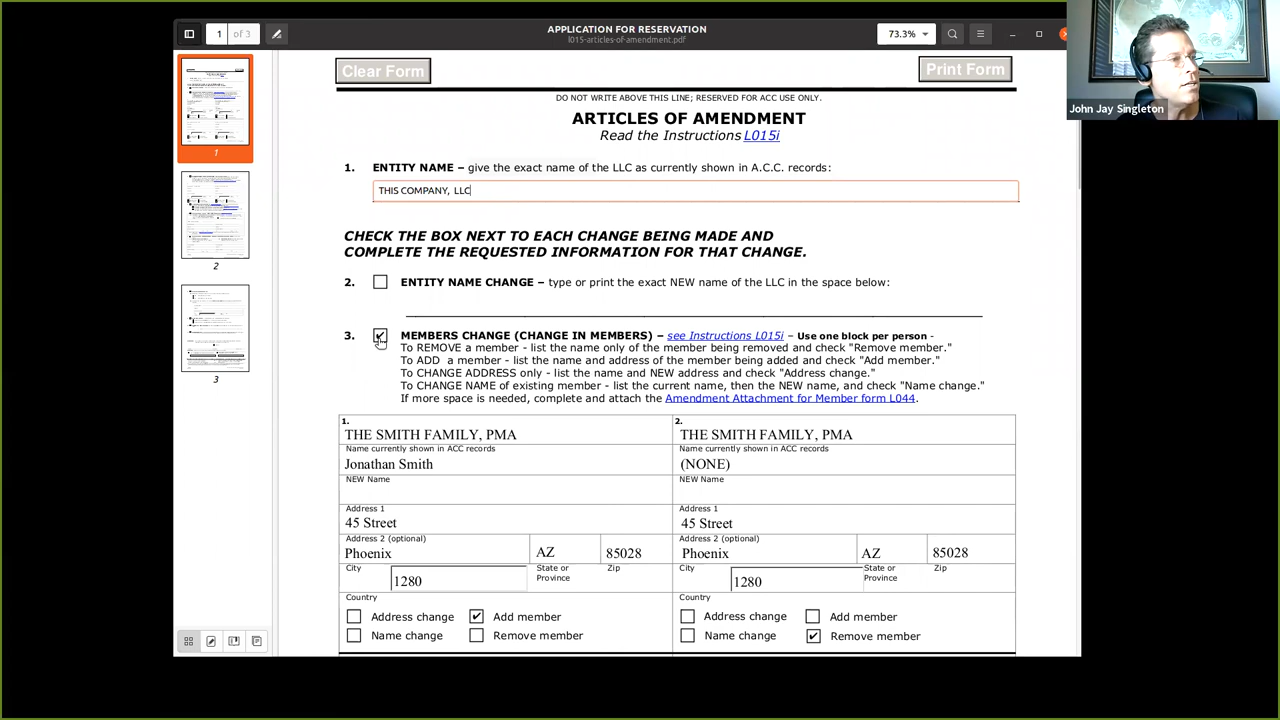 APPLICATION FOR RESERVATION
l015-articles-of-amendment.pdf
1 of 3
73.3%
John Jay Singleton
1
2
3
Clear Form
Print Form
DO NOT WRITE ABOVE THIS LINE; RESERVED FOR ACC USE ONLY.
ARTICLES OF AMENDMENT
Read the Instructions L015i
1. ENTITY NAME – give the exact name of the LLC as currently shown in A.C.C. records:
THIS COMPANY, LLC
CHECK THE BOX NEXT TO EACH CHANGE BEING MADE AND
COMPLETE THE REQUESTED INFORMATION FOR THAT CHANGE.
2. ENTITY NAME CHANGE – type or print the exact NEW name of the LLC in the space below:
3. MEMBERS CHANGE (CHANGE IN MEMBERS) – see Instructions L015i – Use one block per person -
To REMOVE a member - list the name only of the member being removed and check "Remove member."
To ADD a member - list the name and address of the member being added and check "Add member."
To CHANGE ADDRESS only - list the name and NEW address and check "Address change."
To CHANGE NAME of existing member - list the current name, then the NEW name, and check "Name change."
If more space is needed, complete and attach the Amendment Attachment for Member form L044.
1.
THE SMITH FAMILY, PMA
Name currently shown in ACC records
Jonathan Smith
NEW Name
Address 1
45 Street
Address 2 (optional)
Phoenix AZ 85028
City State or Province Zip
1280
Country
Address change ✔ Add member
Name change Remove member
2.
THE SMITH FAMILY, PMA
Name currently shown in ACC records
(NONE)
NEW Name
Address 1
45 Street
Address 2 (optional)
Phoenix AZ 85028
City State or Province Zip
1280
Country
Address change Add member
Name change ✔ Remove member